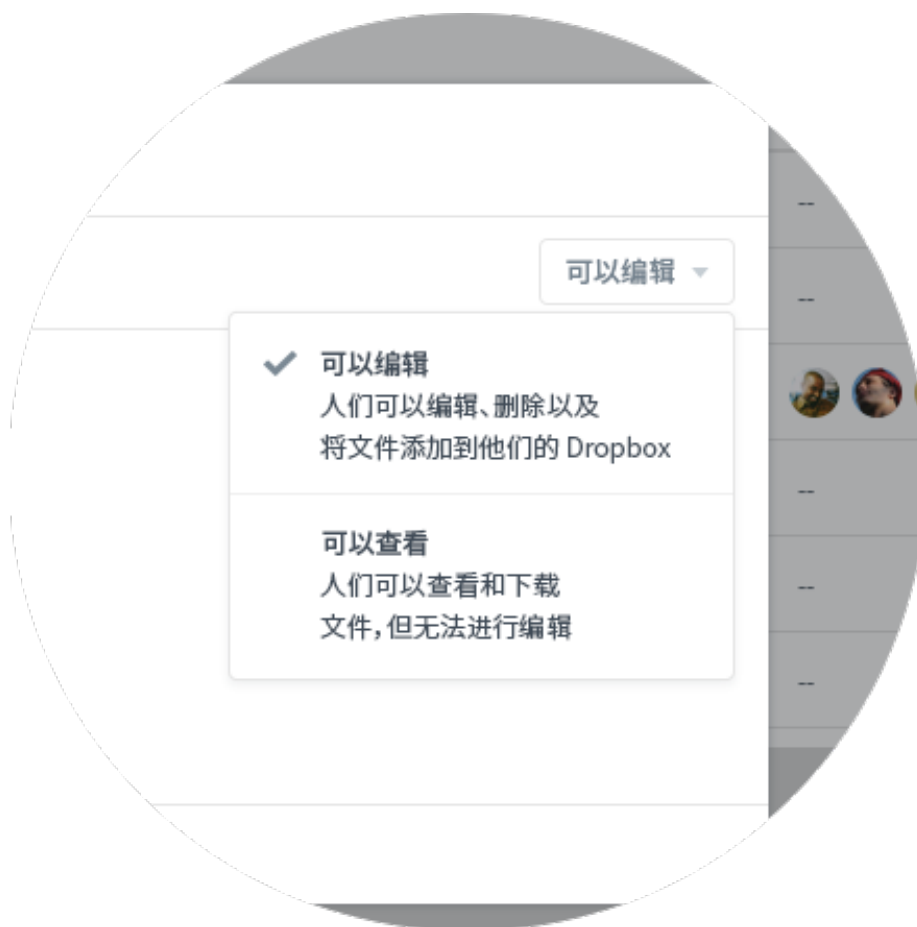 可以编辑
可以编辑
人们可以编辑、删除以及
将文件添加到他们的 Dropbox
可以查看
人们可以查看和下载
文件，但无法进行编辑
--
--
--
--
--